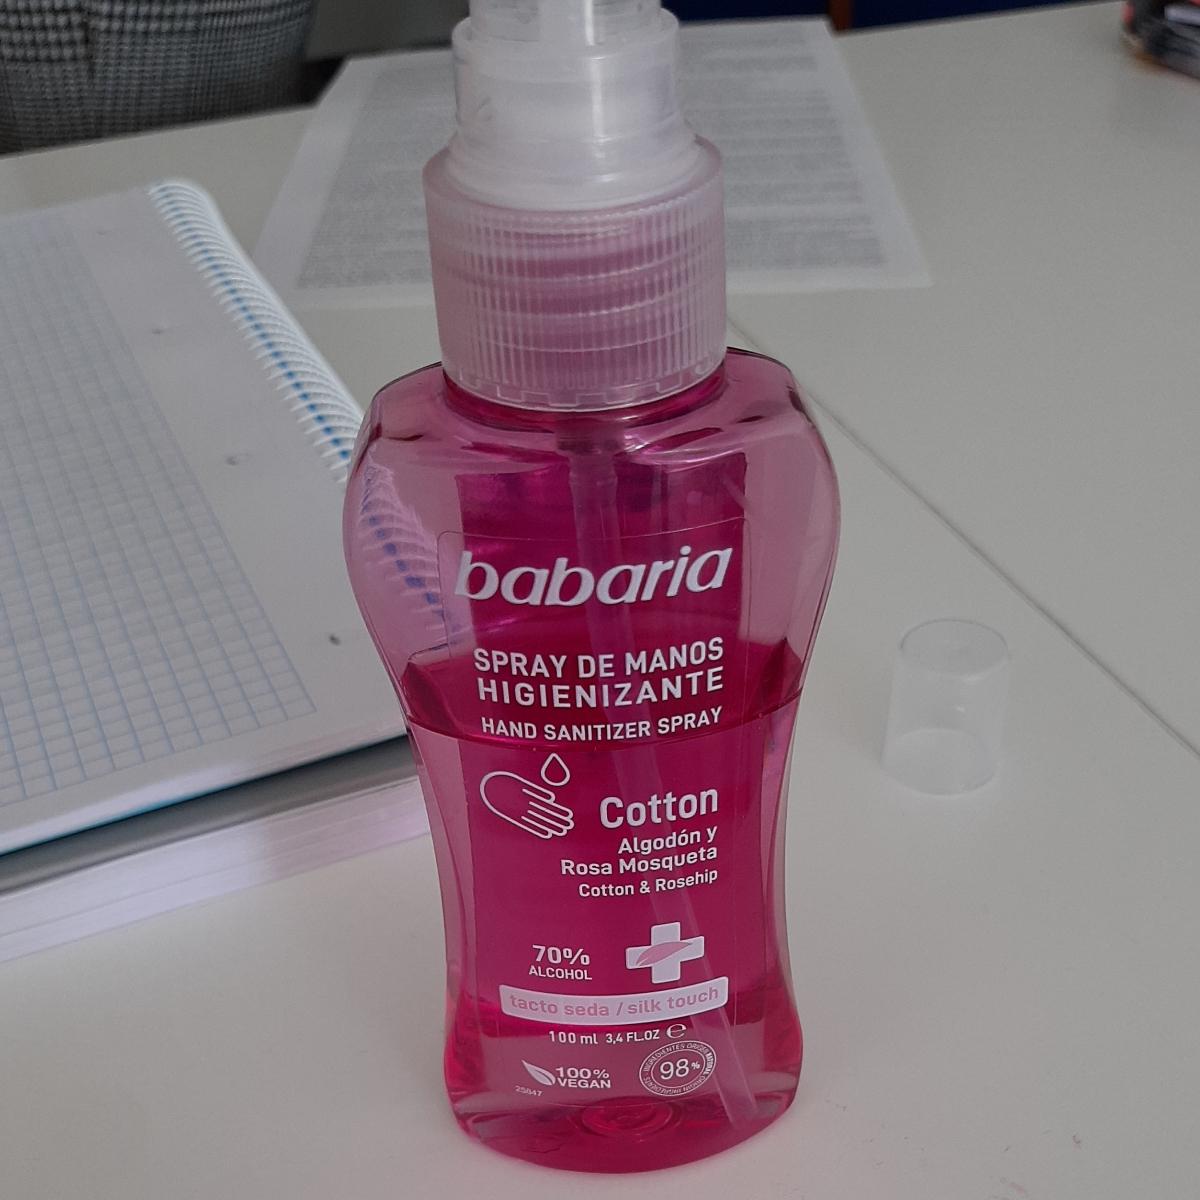 babaria
SPRAY DE MANOS
HIGIENIZANTE
HAND SANITIZER SPRAY
Cotton
Algodón y
Rosa Mosqueta
Cotton & Rosehip
70%
ALCOHOL
tacto seda / silk touch
100 ml 3,4 FL.OZ ℮
100%
VEGAN
98%
25847